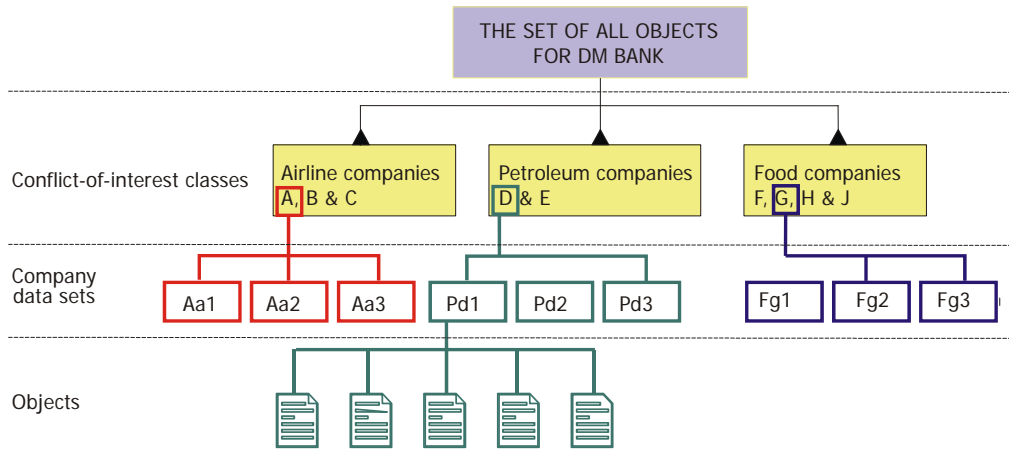 THE SET OF ALL OBJECTS
FOR DM BANK
Conflict-of-interest classes
Airline companies
A, B & C
Petroleum companies
D & E
Food companies
F, G, H & J
Company
data sets
Aa1
Aa2
Aa3
Pd1
Pd2
Pd3
Fg1
Fg2
Fg3
Objects